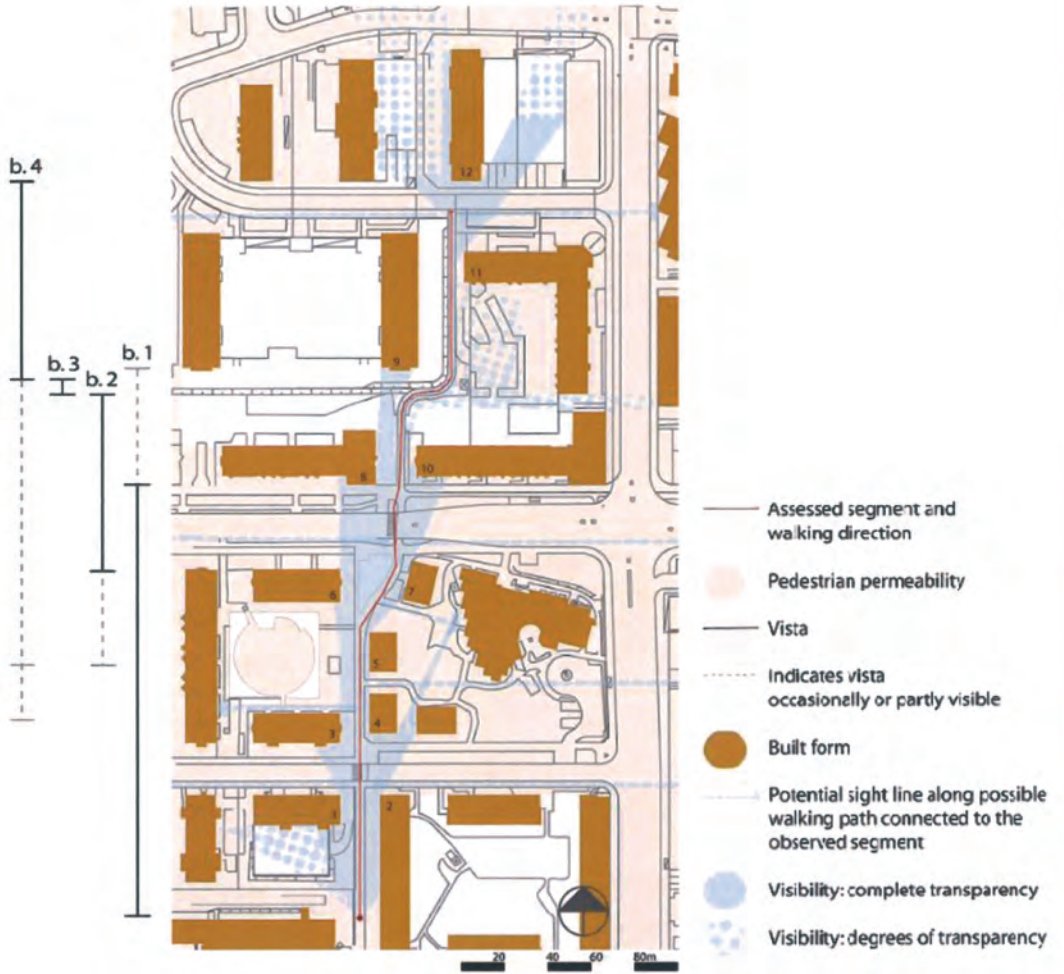 b.4
b.3
b.2
b.1
12
11
9
8
10
6
7
5
4
3
2
1
Assessed segment and
walking direction
Pedestrian permeability
Vista
Indicates vista
occasionally or partly visible
Built form
Potential sight line along possible
walking path connected to the
observed segment
Visibility: complete transparency
Visibility: degrees of transparency
20 40 60 80m